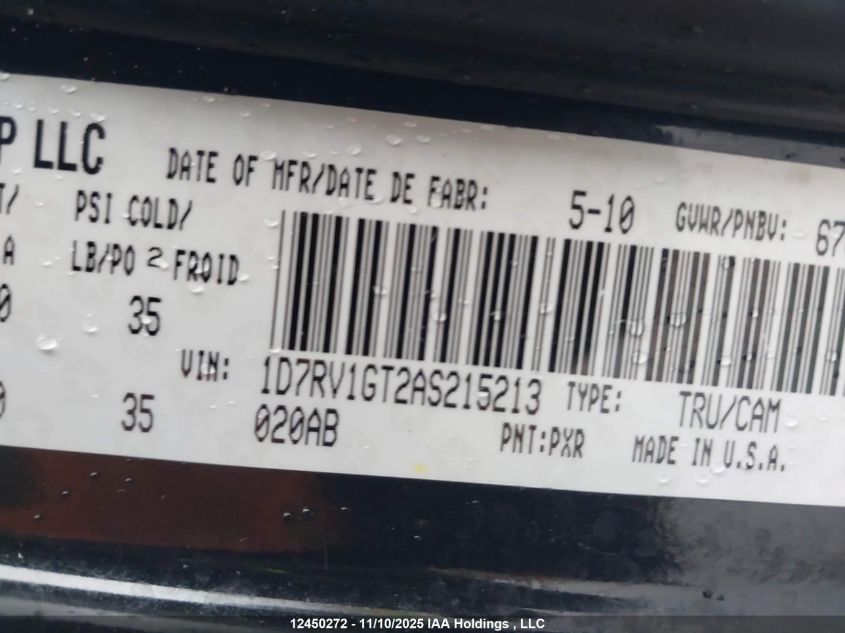 P LLC
DATE OF MFR/DATE DE FABR: 5-10 GVWR/PNBV: 67
T/ PSI COLD/
A LB/PO 2 FROID
0 35
VIN: 1D7RV1GT2AS215213 TYPE: TRU/CAM
0 35 020AB PNT:PXR MADE IN U.S.A.
12450272 - 11/10/2025 IAA Holdings , LLC